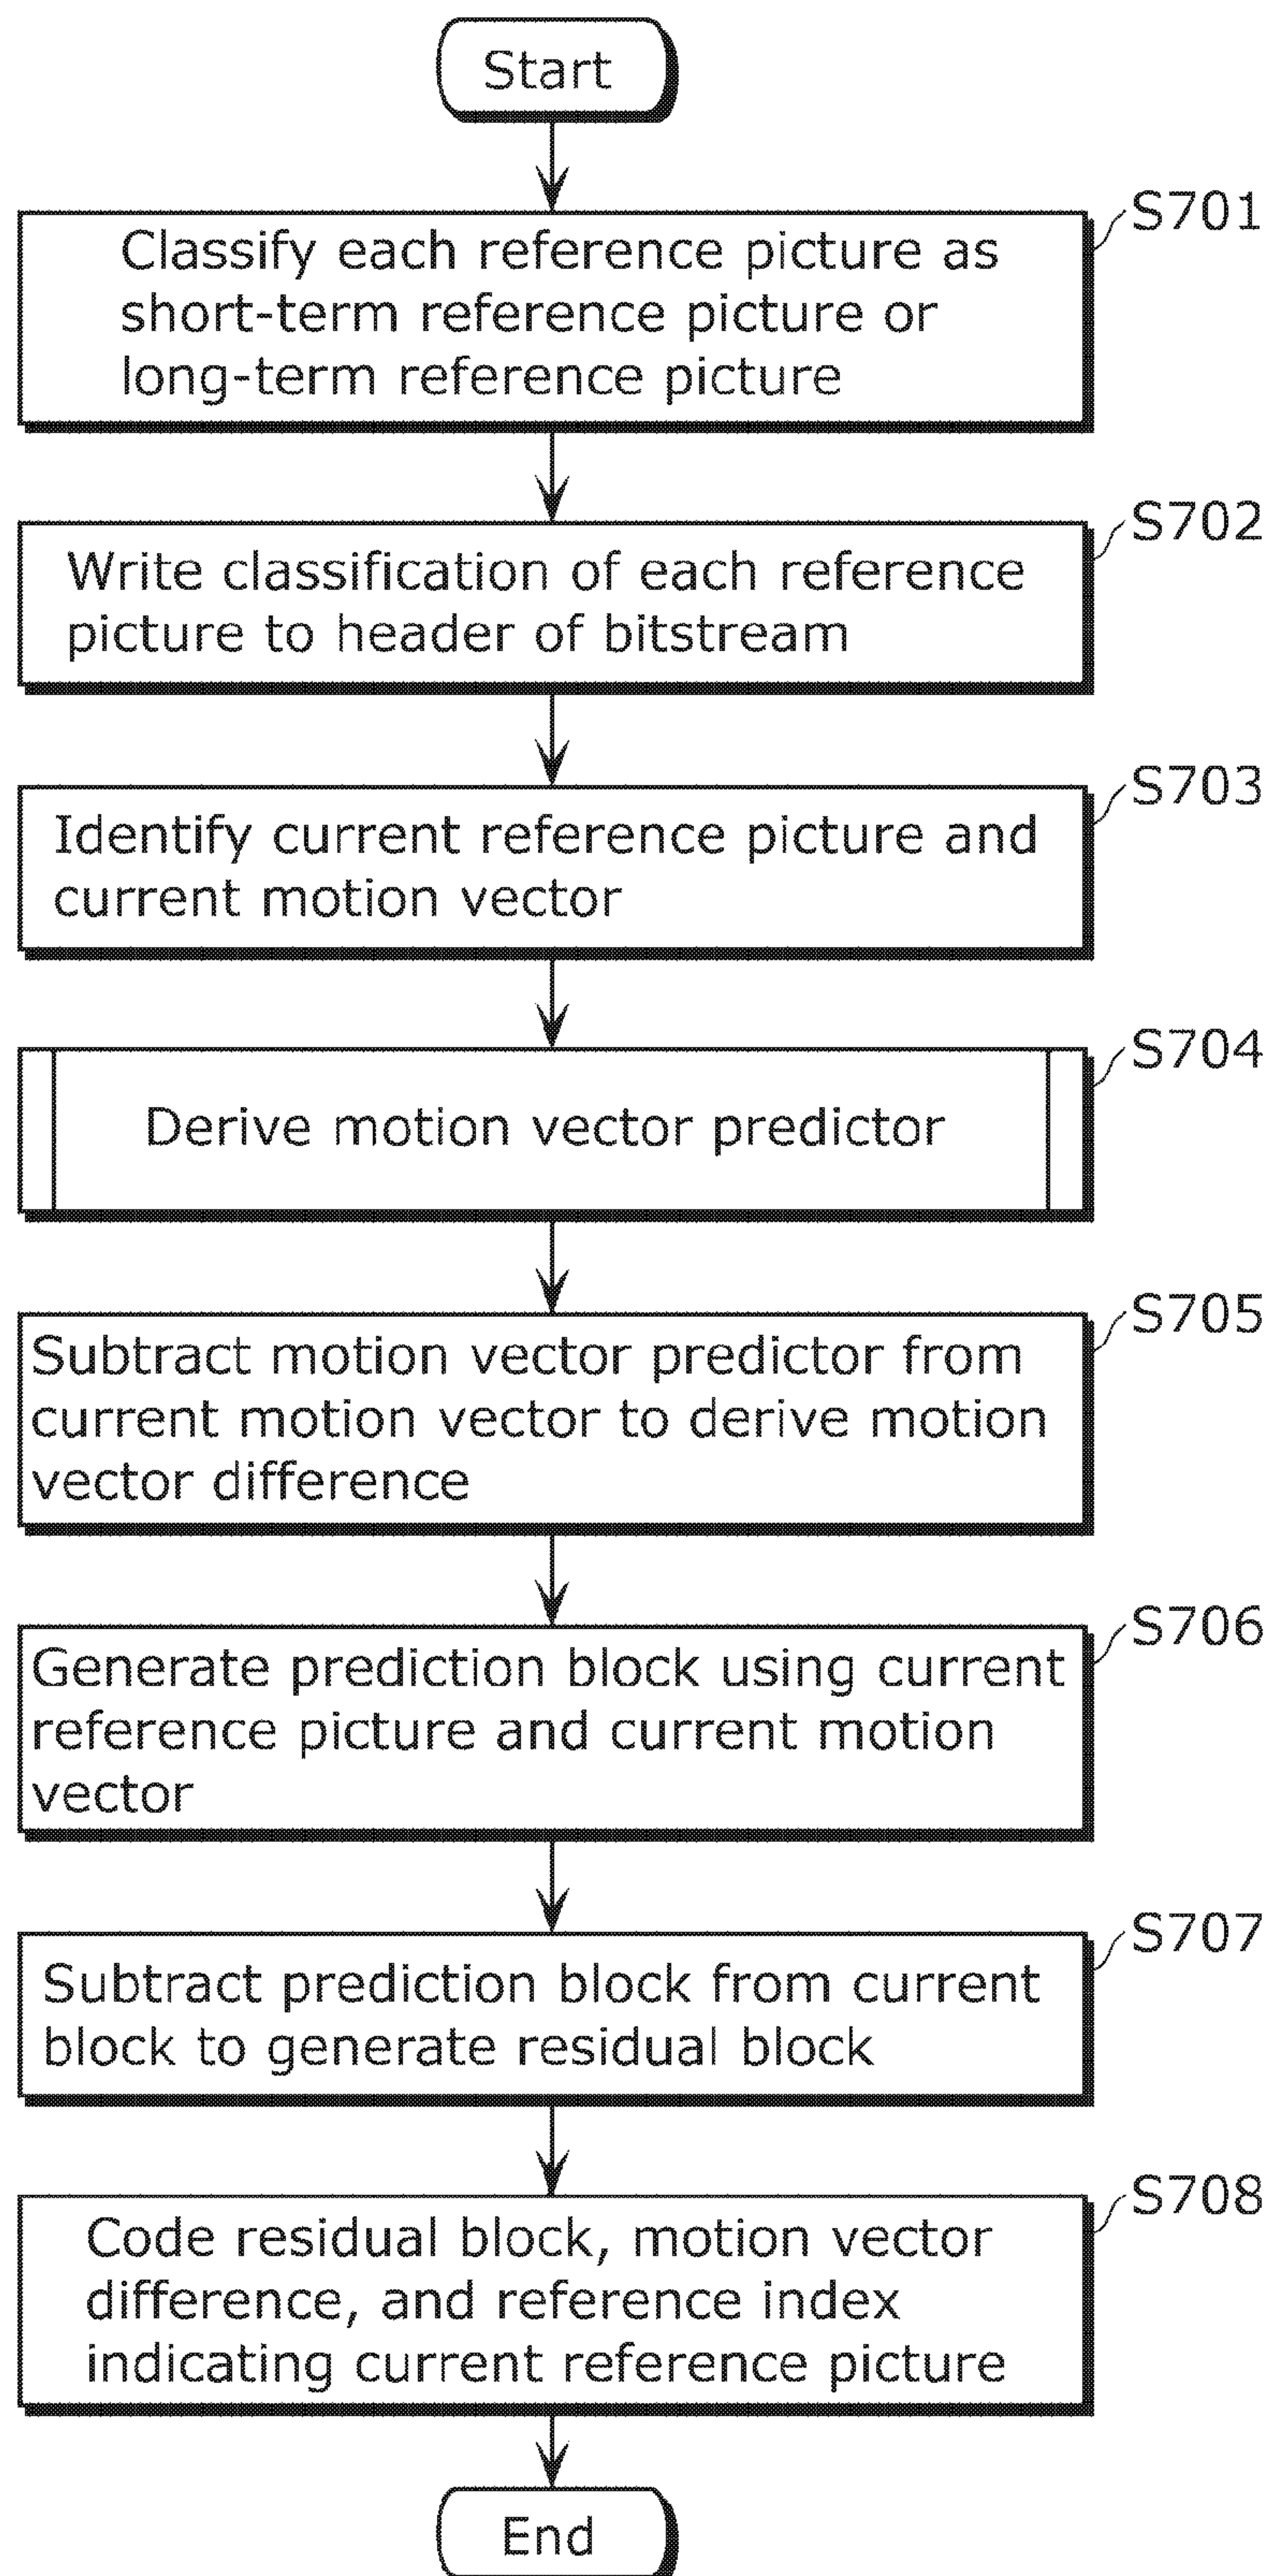 Start
S701
Classify each reference picture as
short-term reference picture or
long-term reference picture
S702
Write classification of each reference
picture to header of bitstream
S703
Identify current reference picture and
current motion vector
S704
Derive motion vector predictor
S705
Subtract motion vector predictor from
current motion vector to derive motion
vector difference
S706
Generate prediction block using current
reference picture and current motion
vector
S707
Subtract prediction block from current
block to generate residual block
S708
Code residual block, motion vector
difference, and reference index
indicating current reference picture
End